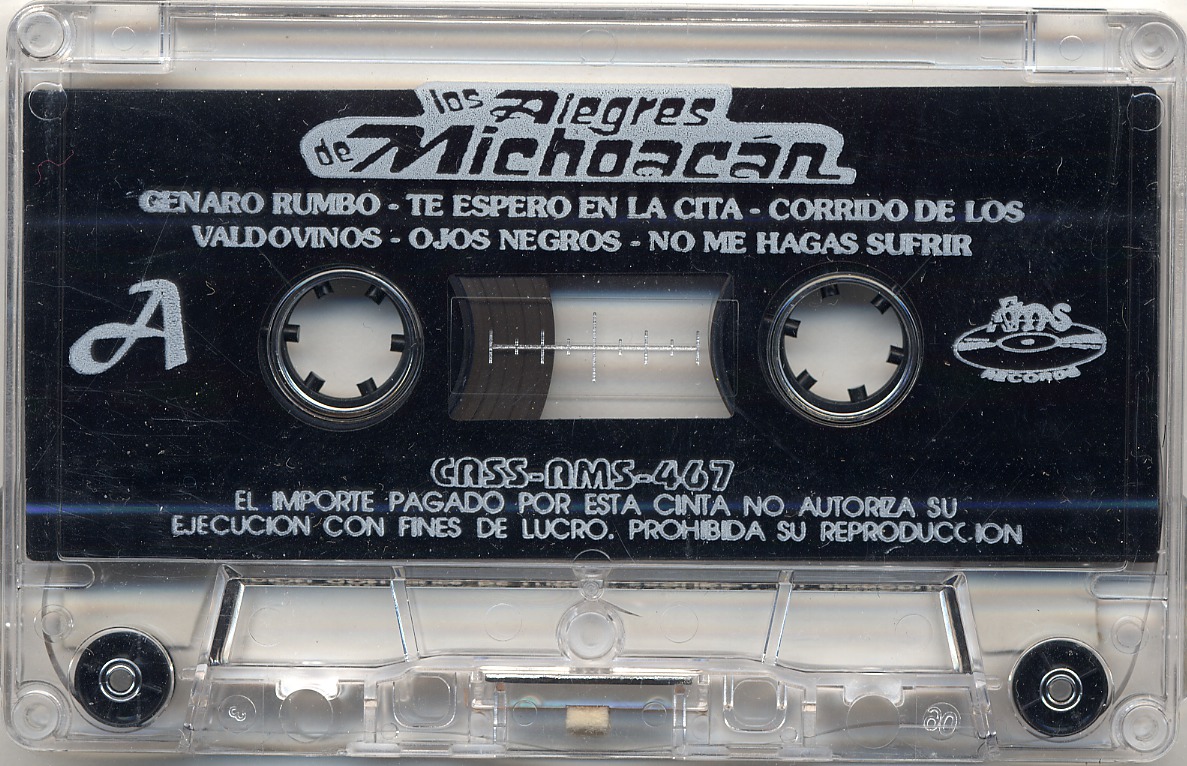 los Alegres
de Michoacán
GENARO RUMBO - TE ESPERO EN LA CITA - CORRIDO DE LOS
VALDOVINOS - OJOS NEGROS - NO ME HAGAS SUFRIR
A
Ams
RECORDS
CASS-AMS-467
EL IMPORTE PAGADO POR ESTA CINTA NO AUTORIZA SU
EJECUCION CON FINES DE LUCRO. PROHIBIDA SU REPRODUCCION